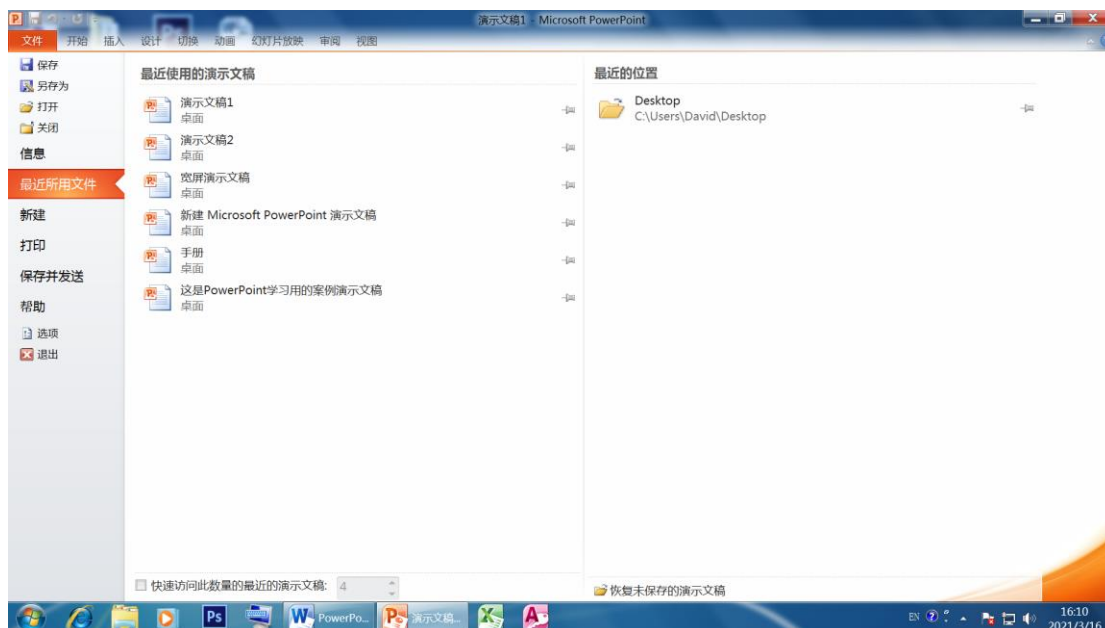 演示文稿1 - Microsoft PowerPoint
文件 开始 插入 设计 切换 动画 幻灯片放映 审阅 视图
保存
另存为
打开
关闭
信息
最近所用文件
新建
打印
保存并发送
帮助
选项
退出
最近使用的演示文稿
演示文稿1
桌面
演示文稿2
桌面
宽屏演示文稿
桌面
新建 Microsoft PowerPoint 演示文稿
桌面
手册
桌面
这是PowerPoint学习用的案例演示文稿
桌面
快速访问此数量的最近的演示文稿: 4
最近的位置
Desktop
C:\Users\David\Desktop
恢复未保存的演示文稿
Ps PowerPo... 演示文稿... EN 16:10
2021/3/16